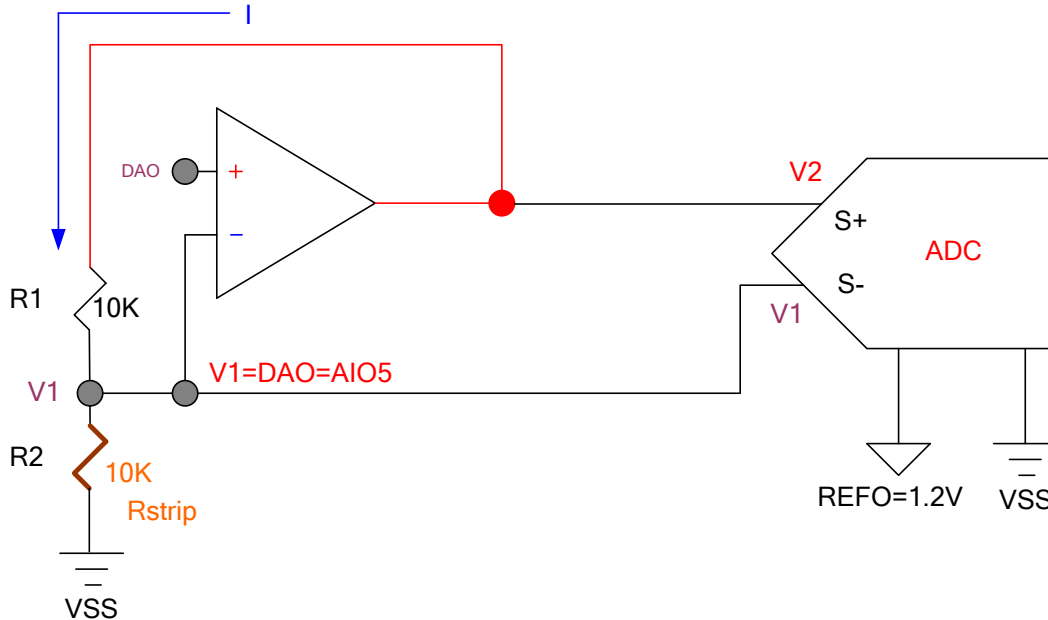 I
DAO
+
−
V2
S+
ADC
S-
V1
R1
10K
V1=DAO=AIO5
V1
R2
10K
Rstrip
REFO=1.2V
VSS
VSS